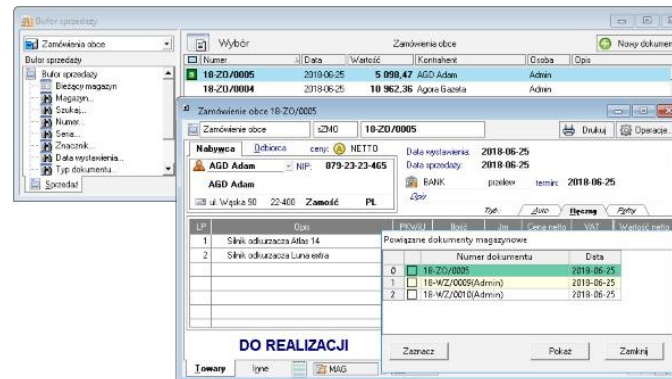 Bufor sprzedaży
Zamówienia obce
Bufor sprzedaży
Bufor sprzedaży
Bieżący magazyn
Magazyn...
Szukaj...
Numer...
Seria...
Znacznik...
Data wystawienia...
Typ dokumentu...
Sprzedaż
Wybór Zamówienia obce Nowy dokumen
Numer Data Wartość Kontrahent Osoba Opis
18-ZO/0005 2018-06-25 5 098,47 AGD Adam Admin
18-ZO/0004 2018-06-25 10 962,36 Agora Gazeta Admin
Zamówienie obce 18-ZO/0005
Zamówienie obce sZMO 18-ZO/0005 Drukuj Operacje...
Nabywca Odbiorca ceny: A NETTO
AGD Adam NIP: 879-23-23-465
AGD Adam
ul. Wąska 90 22-400 Zamość PL
Data wystawienia: 2018-06-25
Data sprzedaży: 2018-06-25
BANK przelew termin: 2018-06-25
Opis
Tryb: Auto Ręczny Pełny
LP Opis PKWiU Ilość Jm Cena netto VAT Wartość netto
1 Silnik odkurzacza Atlas 14
2 Silnik odkurzacza Luna extra
Powiązane dokumenty magazynowe
Numer dokumentu Data
0 18-ZO/0005 2018-06-25
1 18-WZ/0009(Admin) 2018-06-25
2 18-WZ/0010(Admin) 2018-06-25
Zaznacz Pokaż Zamknij
DO REALIZACJI
Towary Inne MAG